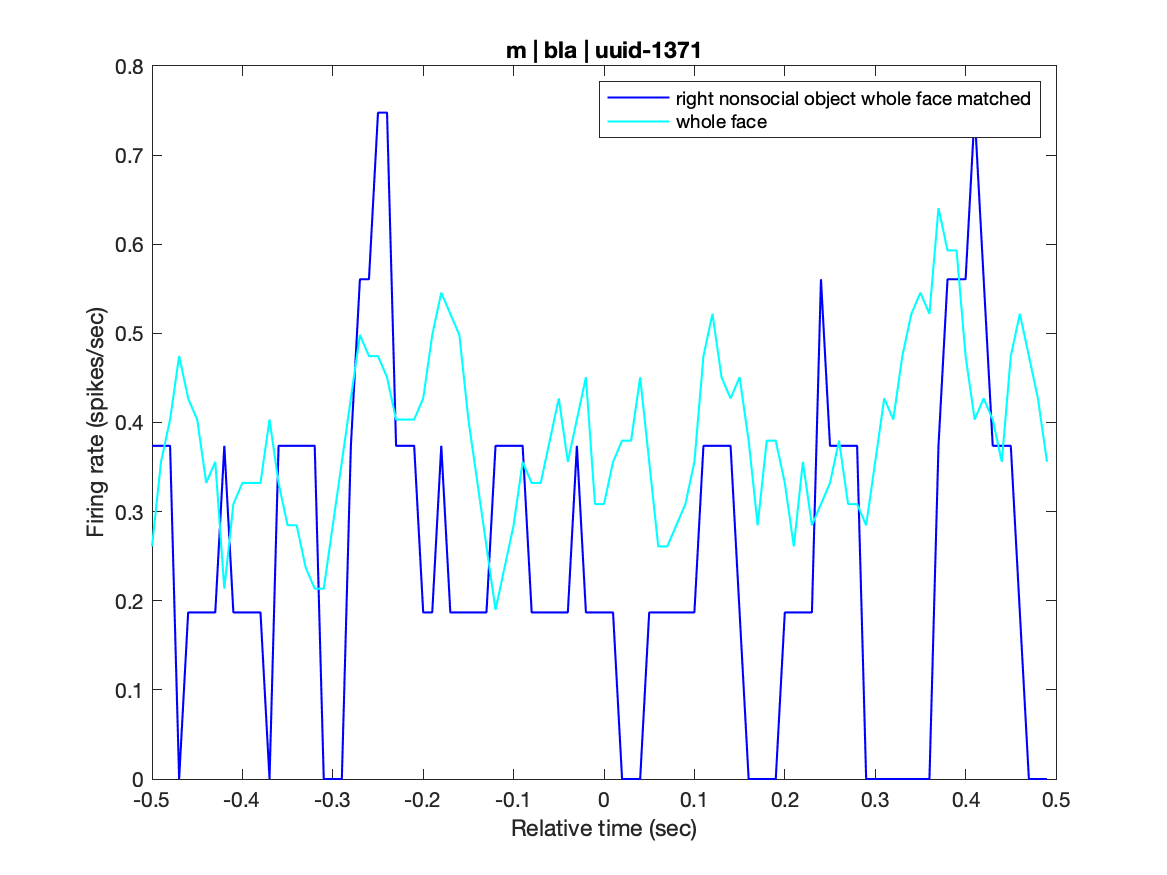 m | bla | uuid-1371
right nonsocial object whole face matched
whole face
Firing rate (spikes/sec)
0.8
0.7
0.6
0.5
0.4
0.3
0.2
0.1
0
-0.5 -0.4 -0.3 -0.2 -0.1 0 0.1 0.2 0.3 0.4 0.5
Relative time (sec)